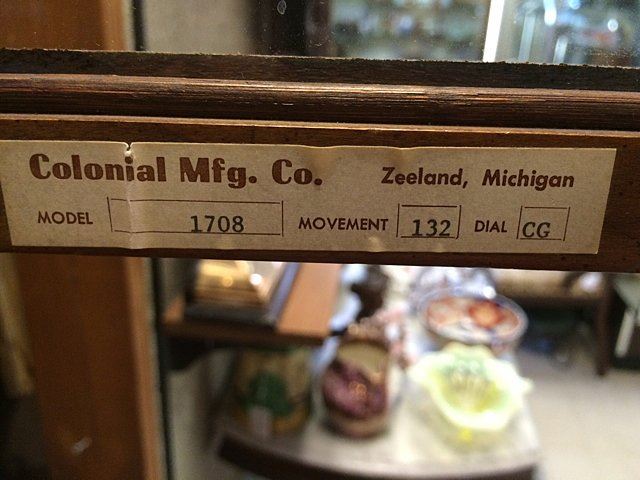 Colonial Mfg. Co. Zeeland, Michigan
MODEL 1708 MOVEMENT 132 DIAL CG